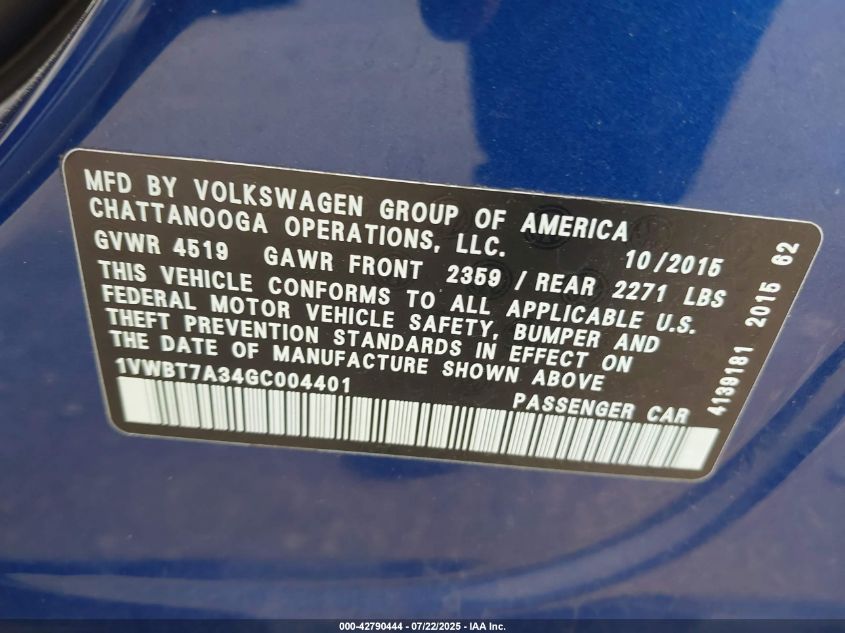 MFD BY VOLKSWAGEN GROUP OF AMERICA
CHATTANOOGA OPERATIONS, LLC.
10/2015
GVWR 4519 GAWR FRONT 2359 / REAR 2271 LBS
THIS VEHICLE CONFORMS TO ALL APPLICABLE U.S.
FEDERAL MOTOR VEHICLE SAFETY, BUMPER AND
THEFT PREVENTION STANDARDS IN EFFECT ON
THE DATE OF MANUFACTURE SHOWN ABOVE
1VWBT7A34GC004401
PASSENGER CAR
4139181 2015 62
000-42790444 - 07/22/2025 - IAA Inc.